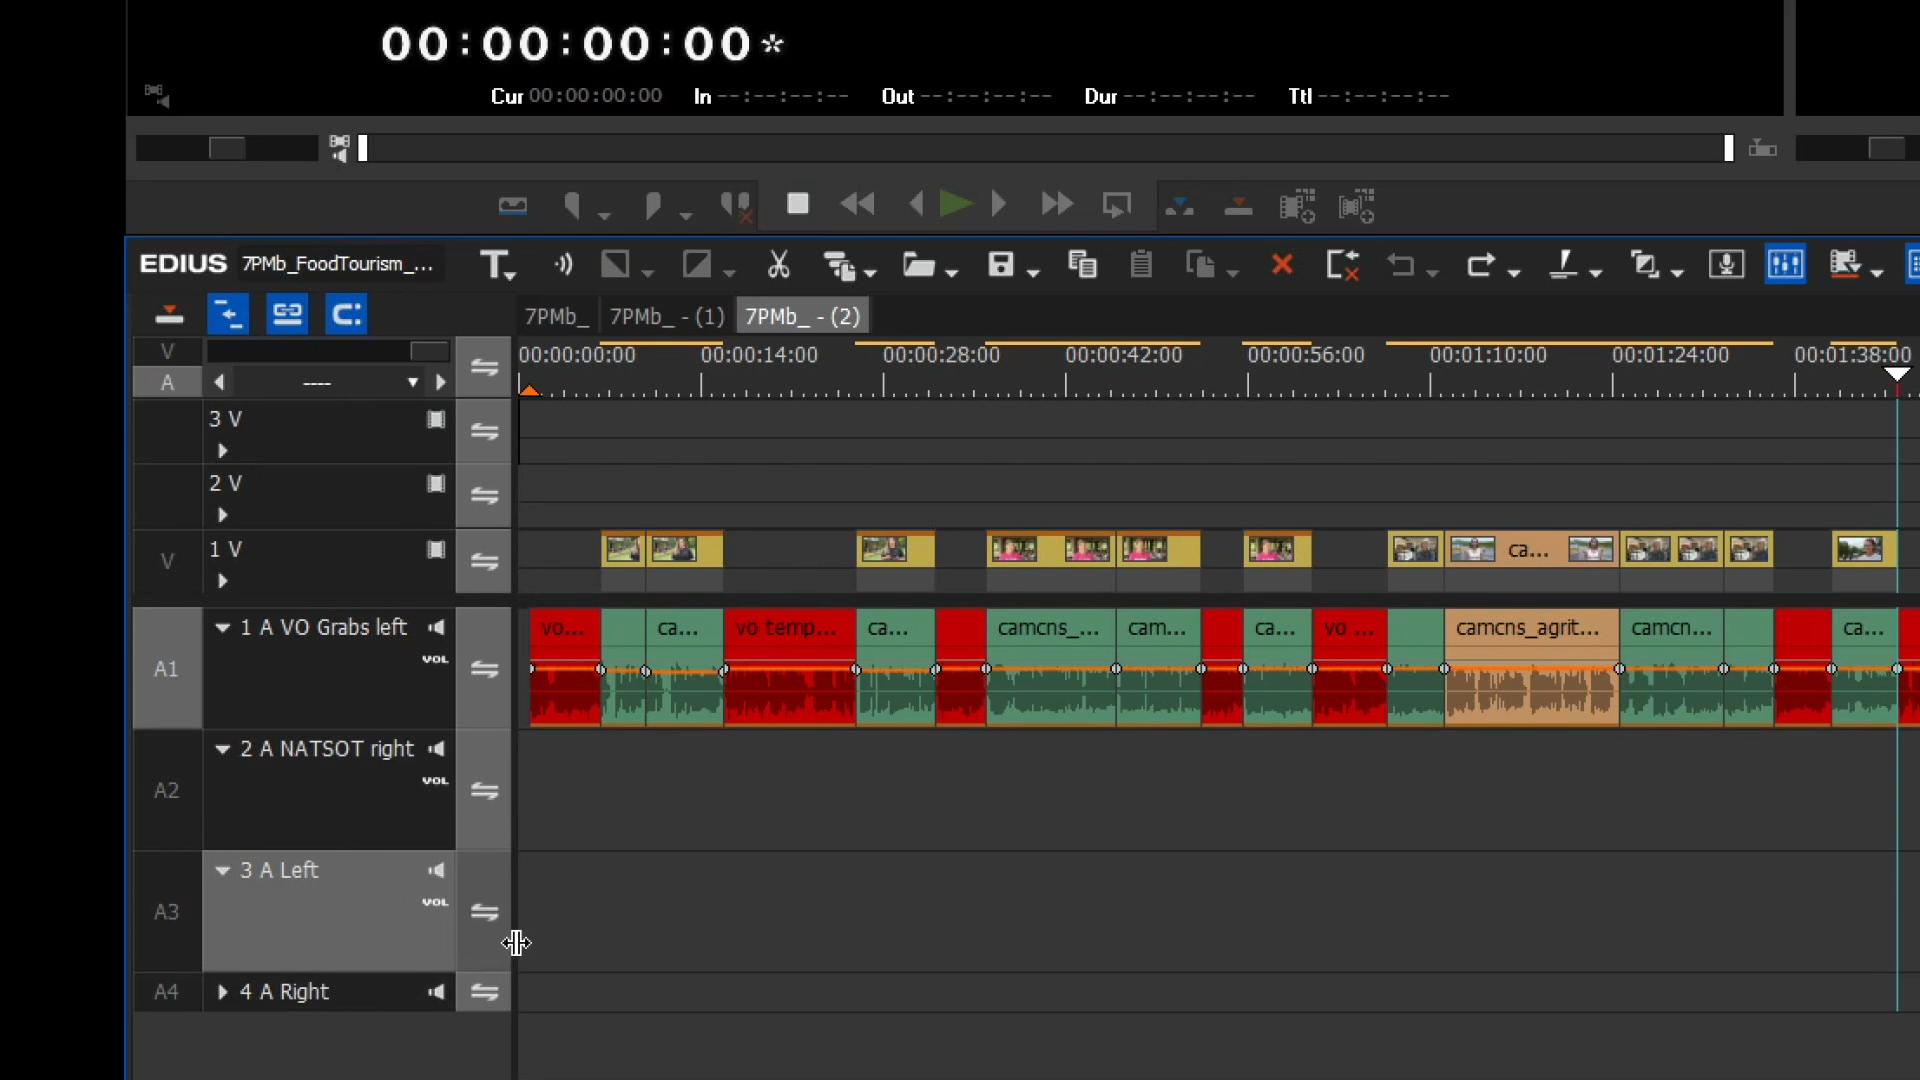 00:00:00:00*
Cur 00:00:00:00 In --:--:--:-- Out --:--:--:-- Dur --:--:--:-- Ttl --:--:--:--
EDIUS 7PMb_FoodTourism_... T
7PMb_ 7PMb_ - (1) 7PMb_ - (2)
V 00:00:00:00 00:00:14:00 00:00:28:00 00:00:42:00 00:00:56:00 00:01:10:00 00:01:24:00 00:01:38:00
A ----
3 V
2 V
V 1 V ca...
1 A VO Grabs left vo... ca... vo temp... ca... camcns_... cam... ca... vo ... camcns_agrit... camcn... ca...
VOL
A1
2 A NATSOT right
VOL
A2
3 A Left
VOL
A3
A4 4 A Right